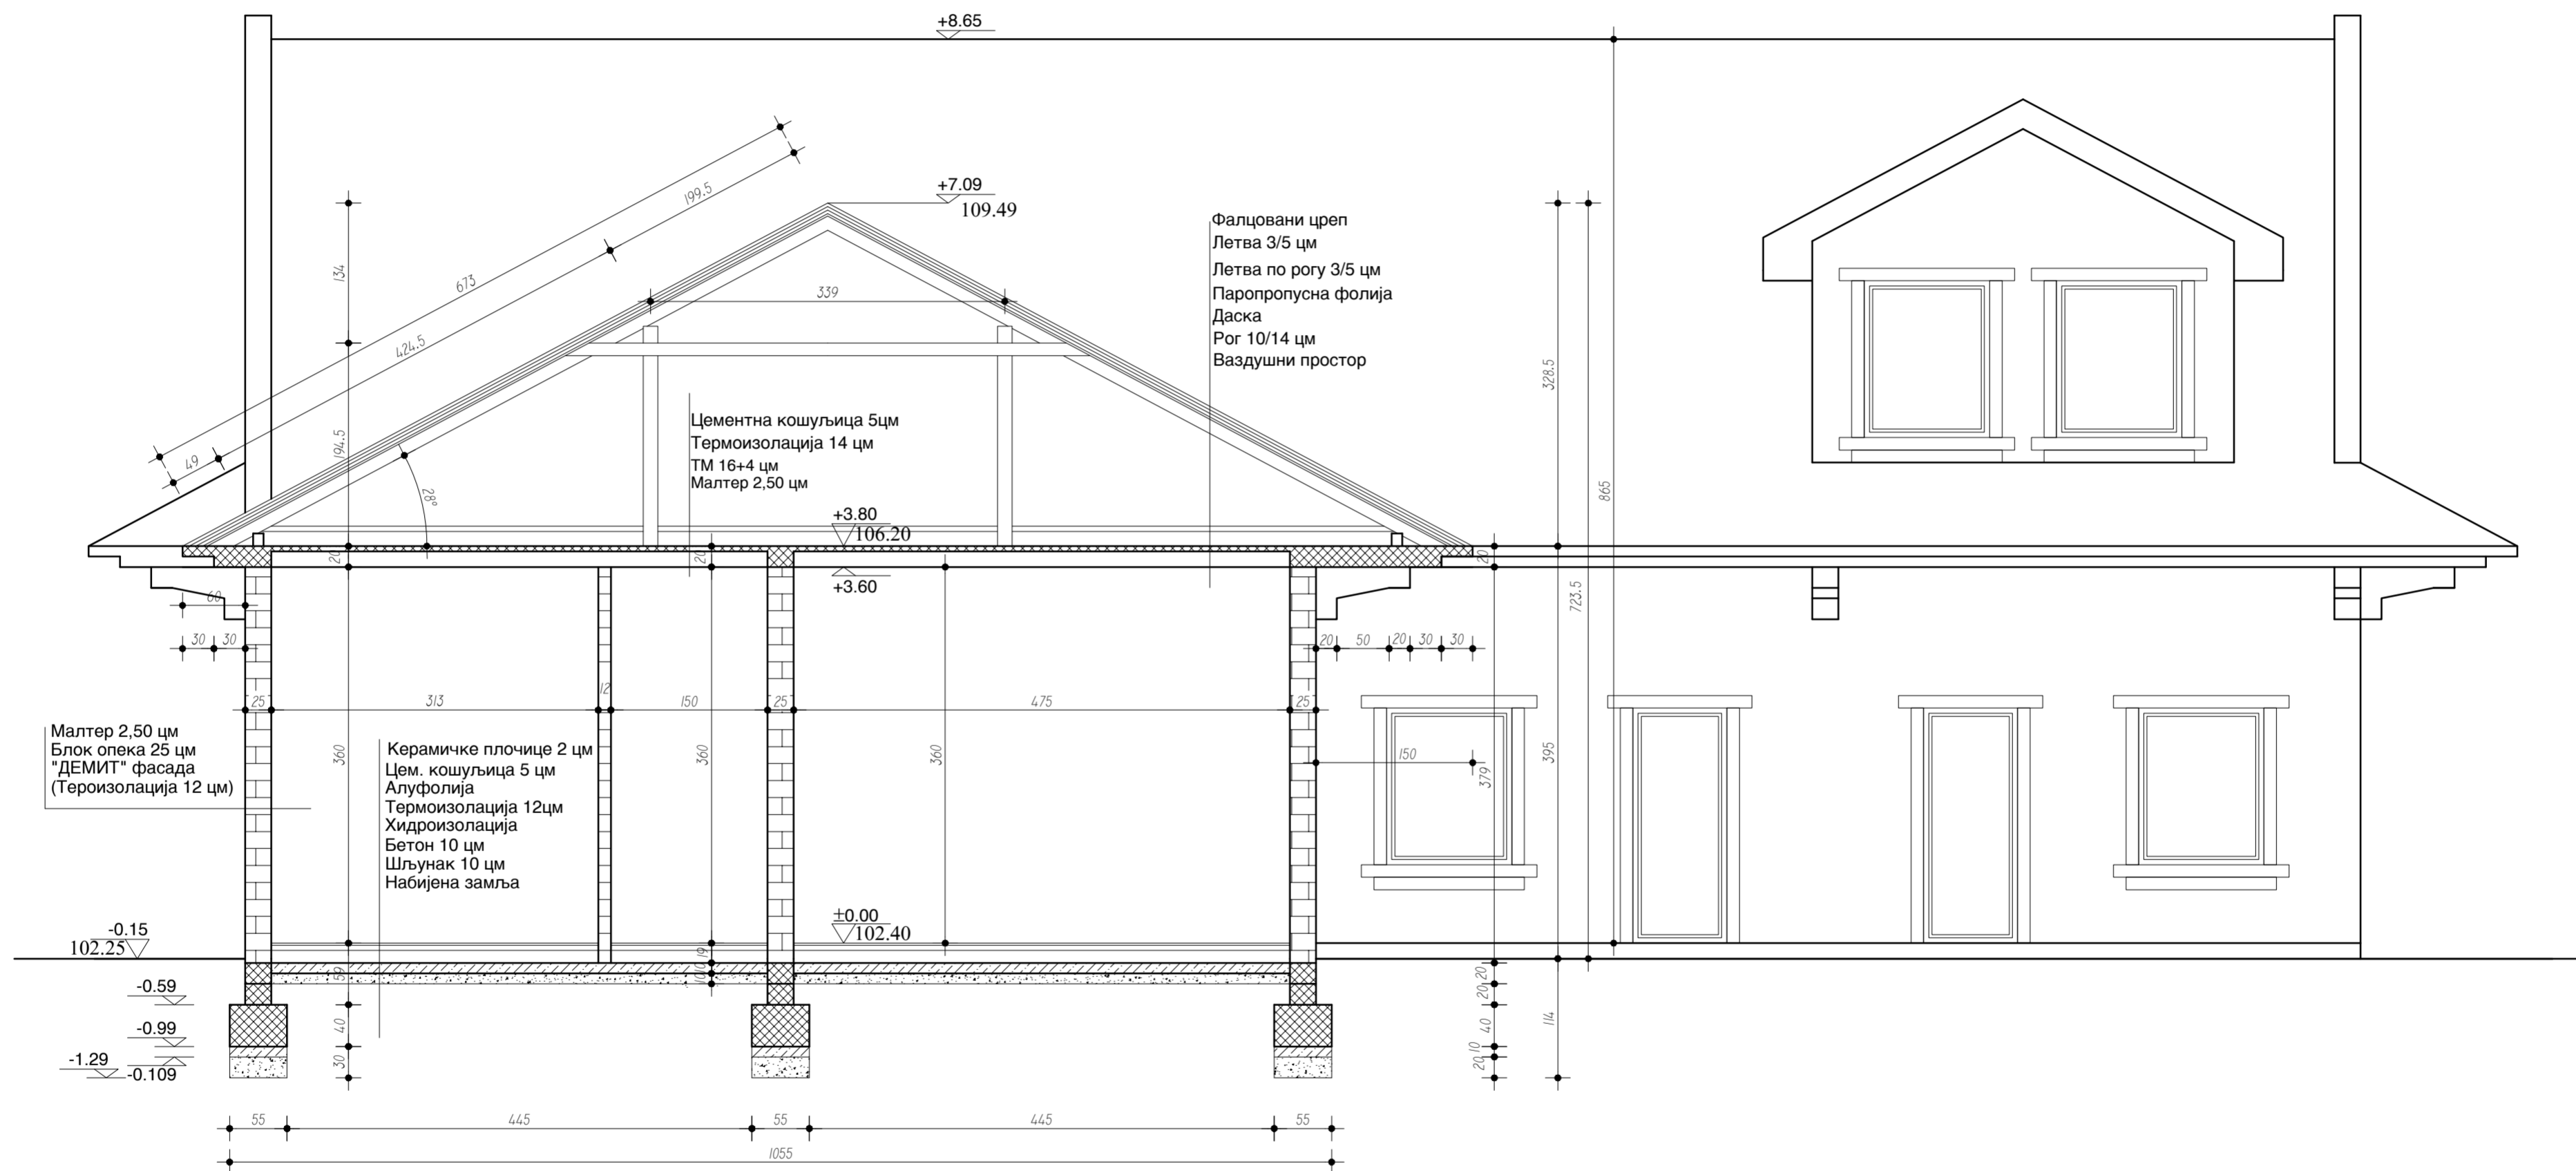 +8.65
+7.09
109.49
673
199.5
424.5
49
134
194.5
28°
339
Фалцовани цреп
Летва 3/5 цм
Летва по рогу 3/5 цм
Паропропусна фолија
Даска
Рог 10/14 цм
Ваздушни простор
Цементна кошуљица 5цм
Термоизолација 14 цм
ТМ 16+4 цм
Малтер 2,50 цм
328.5
865
723.5
+3.80
106.20
+3.60
20
20
20
60
30
30
20
50
20
30
30
25
313
12
150
25
475
25
150
360
360
360
379
395
Малтер 2,50 цм
Блок опека 25 цм
"ДЕМИТ" фасада
(Тероизолација 12 цм)
Керамичке плочице 2 цм
Цем. кошуљица 5 цм
Алуфолија
Термоизолација 12цм
Хидроизолација
Бетон 10 цм
Шљунак 10 цм
Набијена замља
±0.00
102.40
-0.15
102.25
-0.59
-0.99
-1.29
-0.109
59
40
30
19
10
10
20
20
40
10
20
114
55
445
55
445
55
1055